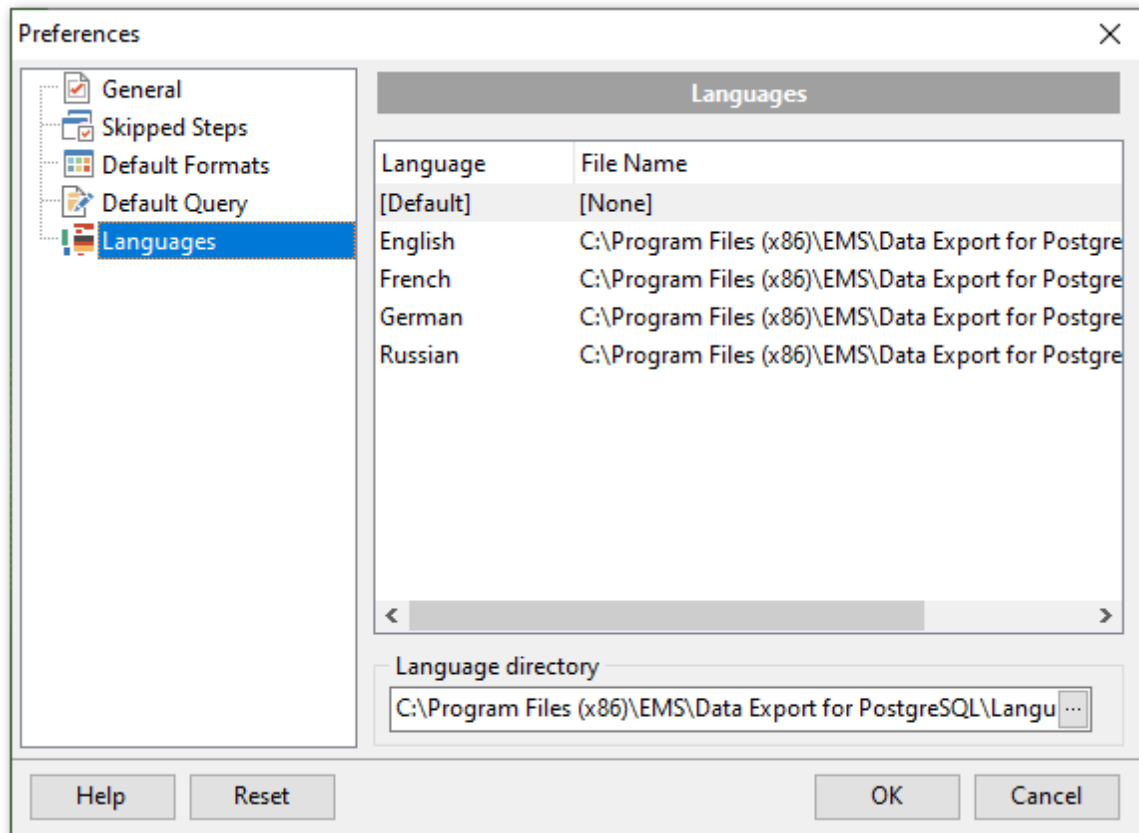 Preferences
General
Skipped Steps
Default Formats
Default Query
Languages
Languages
Language File Name
[Default] [None]
English C:\Program Files (x86)\EMS\Data Export for Postgre
French C:\Program Files (x86)\EMS\Data Export for Postgre
German C:\Program Files (x86)\EMS\Data Export for Postgre
Russian C:\Program Files (x86)\EMS\Data Export for Postgre
Language directory
C:\Program Files (x86)\EMS\Data Export for PostgreSQL\Langu ...
Help Reset OK Cancel